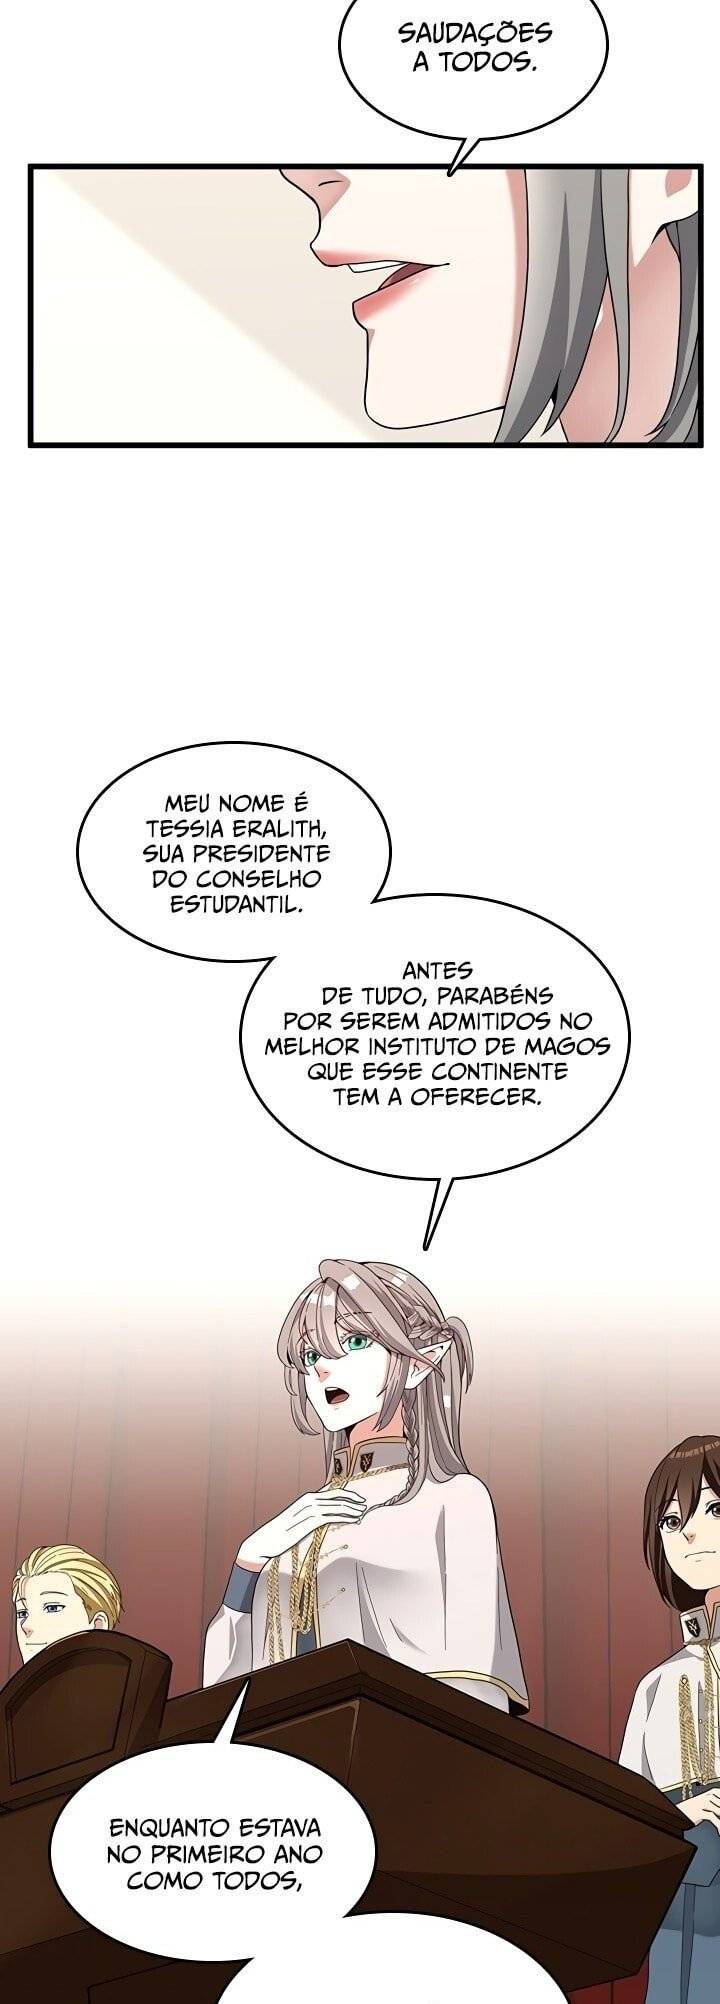 SAUDAÇÕES
A TODOS.
MEU NOME É
TESSIA ERALITH,
SUA PRESIDENTE
DO CONSELHO
ESTUDANTIL.
ANTES
DE TUDO, PARABÉNS
POR SEREM ADMITIDOS NO
MELHOR INSTITUTO DE MAGOS
QUE ESSE CONTINENTE
TEM A OFERECER.
ENQUANTO ESTAVA
NO PRIMEIRO ANO
COMO TODOS,